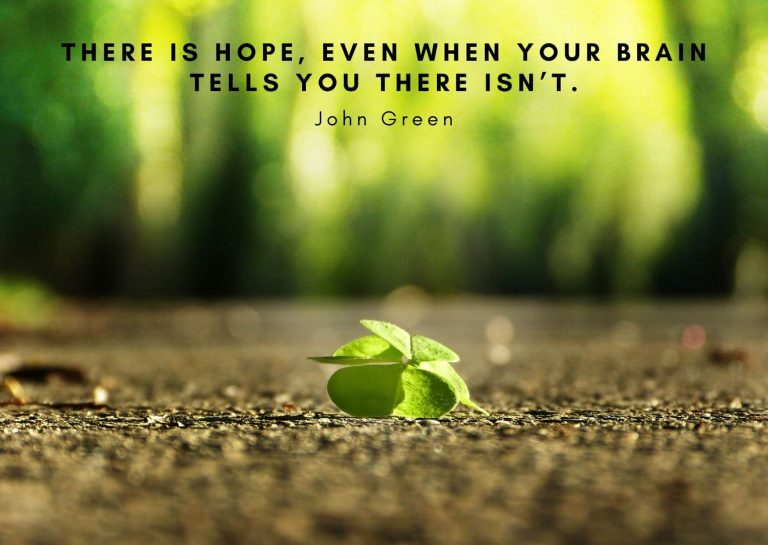 THERE IS HOPE, EVEN WHEN YOUR BRAIN
TELLS YOU THERE ISN’T.
John Green